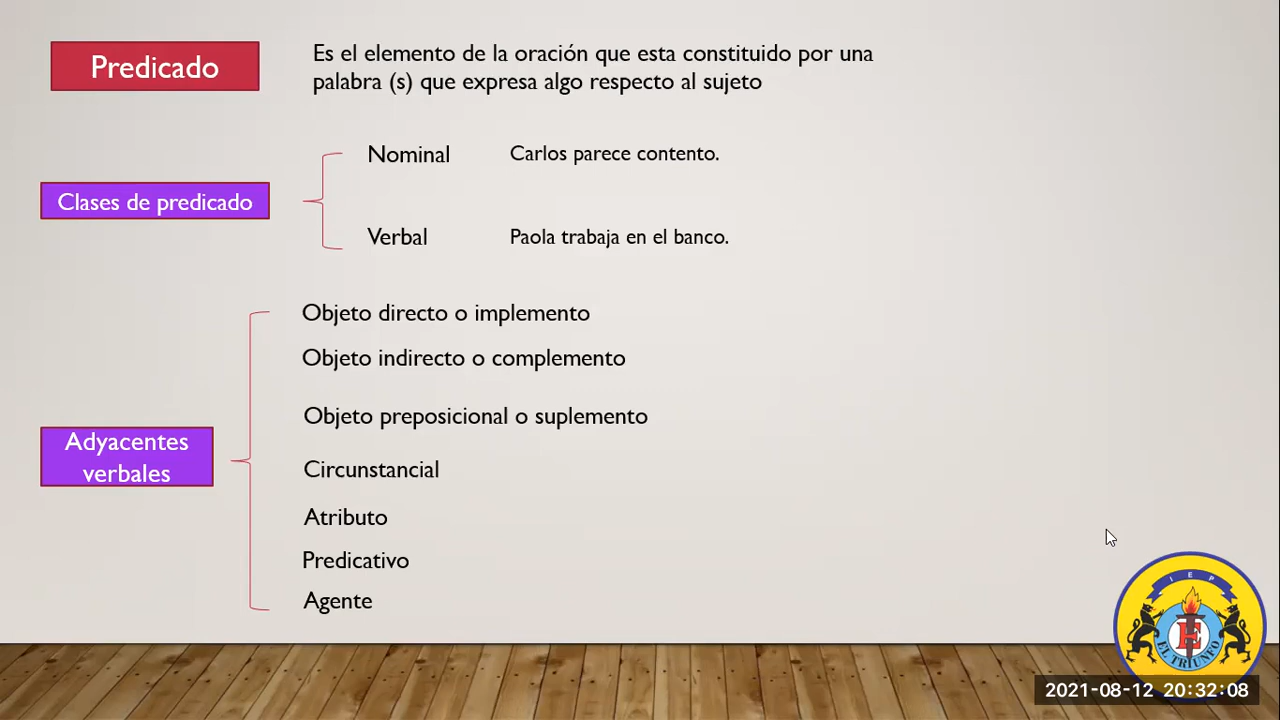 Predicado
Es el elemento de la oración que esta constituido por una
palabra (s) que expresa algo respecto al sujeto
Nominal
Carlos parece contento.
Clases de predicado
Verbal
Paola trabaja en el banco.
Objeto directo o implemento
Objeto indirecto o complemento
Objeto preposicional o suplemento
Adyacentes
verbales
Circunstancial
Atributo
Predicativo
Agente
I E P
E
EL TRIUNFO
2021-08-12 20:32:08